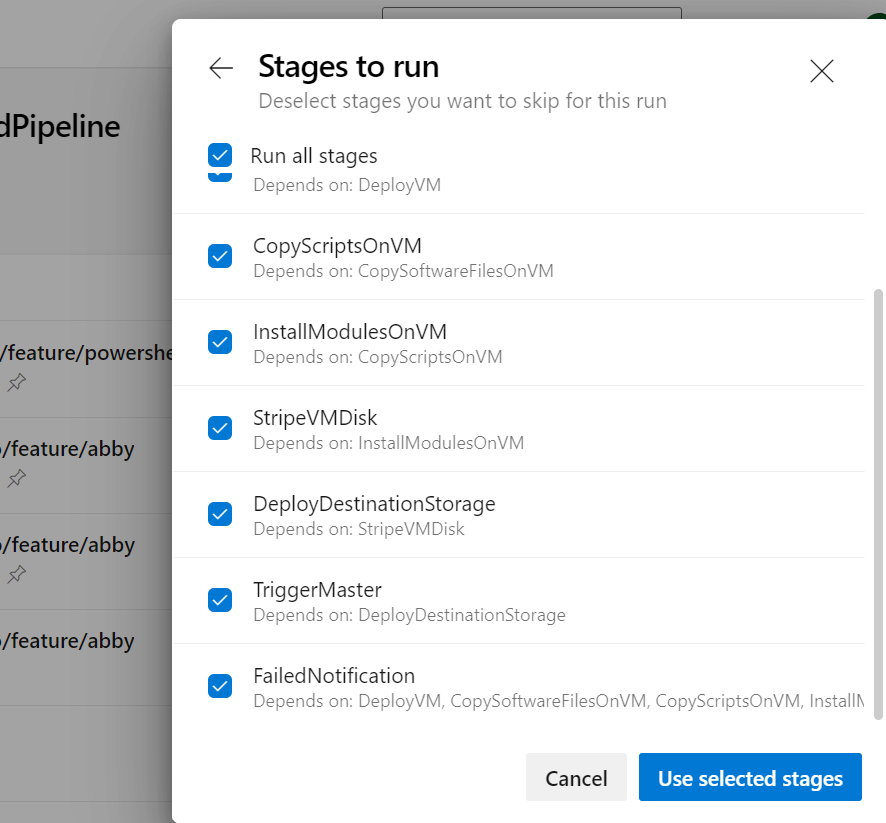 Stages to run
Deselect stages you want to skip for this run
dPipeline
Run all stages
Depends on: DeployVM
CopyScriptsOnVM
Depends on: CopySoftwareFilesOnVM
InstallModulesOnVM
Depends on: CopyScriptsOnVM
/feature/powershe
StripeVMDisk
Depends on: InstallModulesOnVM
/feature/abby
DeployDestinationStorage
Depends on: StripeVMDisk
/feature/abby
TriggerMaster
Depends on: DeployDestinationStorage
/feature/abby
FailedNotification
Depends on: DeployVM, CopySoftwareFilesOnVM, CopyScriptsOnVM, Install
Cancel
Use selected stages